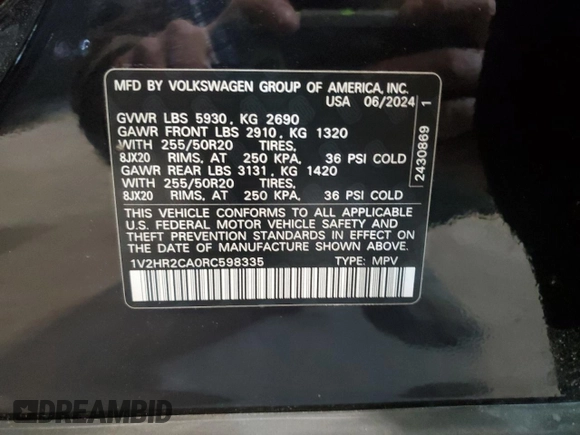 MFD BY VOLKSWAGEN GROUP OF AMERICA, INC.
USA 06/2024
GVWR LBS 5930, KG 2690
GAWR FRONT LBS 2910, KG 1320
WITH 255/50R20 TIRES,
8JX20 RIMS, AT 250 KPA, 36 PSI COLD
GAWR REAR LBS 3131, KG 1420
WITH 255/50R20 TIRES,
8JX20 RIMS, AT 250 KPA, 36 PSI COLD
THIS VEHICLE CONFORMS TO ALL APPLICABLE
U.S. FEDERAL MOTOR VEHICLE SAFETY AND
THEFT PREVENTION STANDARDS IN EFFECT
ON THE DATE OF MANUFACTURE SHOWN ABOVE.
1V2HR2CA0RC598335 TYPE: MPV
2430869 1
DREAMBID